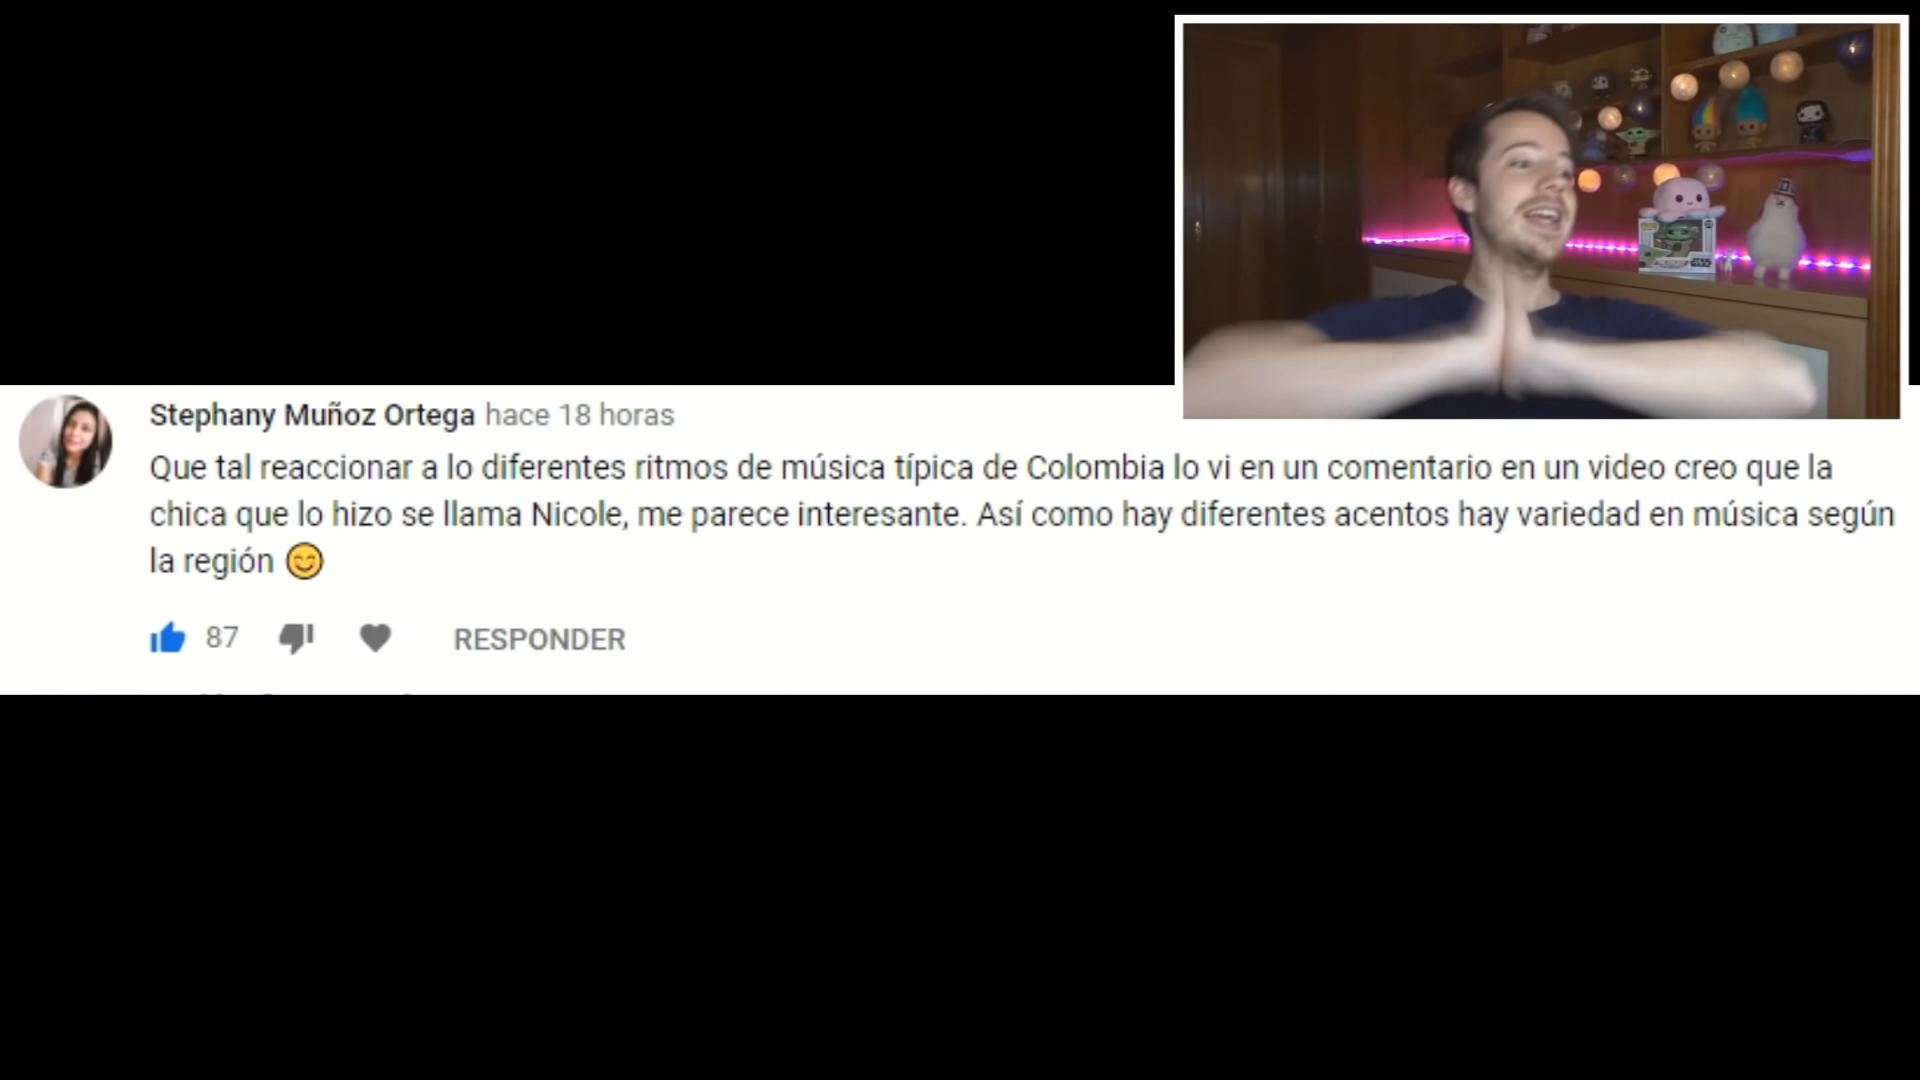 Stephany Muñoz Ortega hace 18 horas
Que tal reaccionar a lo diferentes ritmos de música típica de Colombia lo vi en un comentario en un video creo que la
chica que lo hizo se llama Nicole, me parece interesante. Así como hay diferentes acentos hay variedad en música según
la región 😊
87 RESPONDER